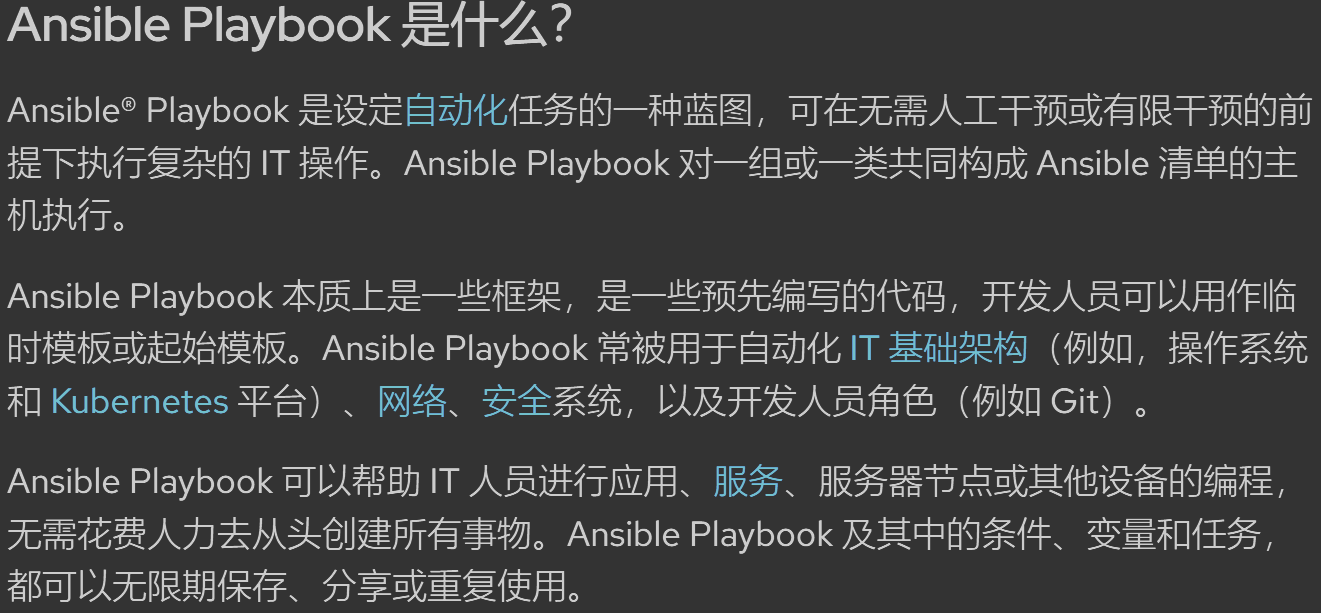 Ansible Playbook 是什么？
Ansible® Playbook 是设定自动化任务的一种蓝图，可在无需人工干预或有限干预的前
提下执行复杂的 IT 操作。Ansible Playbook 对一组或一类共同构成 Ansible 清单的主
机执行。
Ansible Playbook 本质上是一些框架，是一些预先编写的代码，开发人员可以用作临
时模板或起始模板。Ansible Playbook 常被用于自动化 IT 基础架构（例如，操作系统
和 Kubernetes 平台）、网络、安全系统，以及开发人员角色（例如 Git）。
Ansible Playbook 可以帮助 IT 人员进行应用、服务、服务器节点或其他设备的编程，
无需花费人力去从头创建所有事物。Ansible Playbook 及其中的条件、变量和任务，
都可以无限期保存、分享或重复使用。